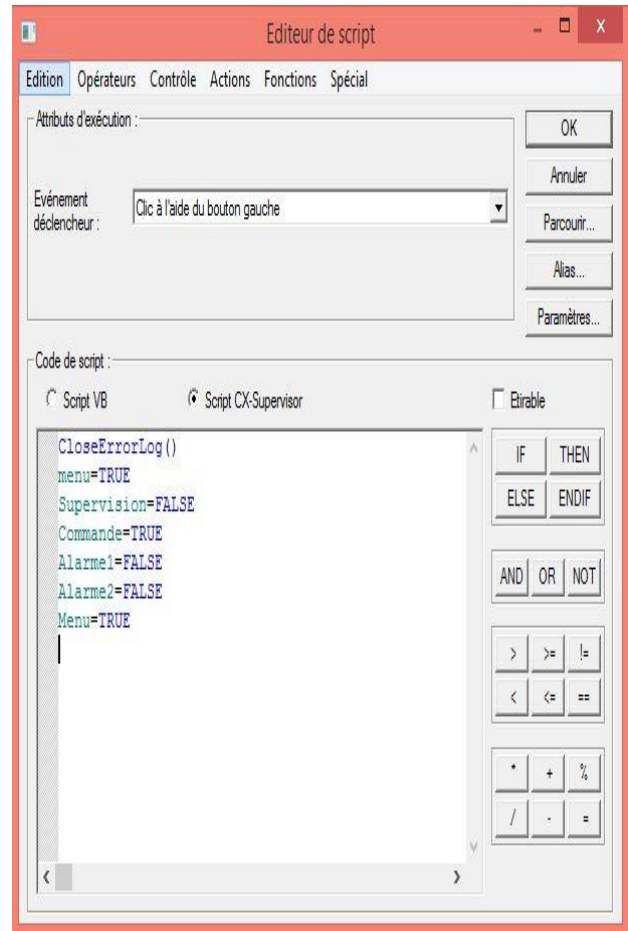 Editeur de script
Edition Opérateurs Contrôle Actions Fonctions Spécial
Attributs d'exécution :
Evénement
déclencheur :
Clic à l'aide du bouton gauche
OK
Annuler
Parcourir...
Alias...
Paramètres...
Code de script :
Script VB Script CX-Supervisor Etirable
CloseErrorLog()
menu=TRUE
Supervision=FALSE
Commande=TRUE
Alarme1=FALSE
Alarme2=FALSE
Menu=TRUE
IF THEN
ELSE ENDIF
AND OR NOT
> >= !=
< <= ==
* + %
/ - =